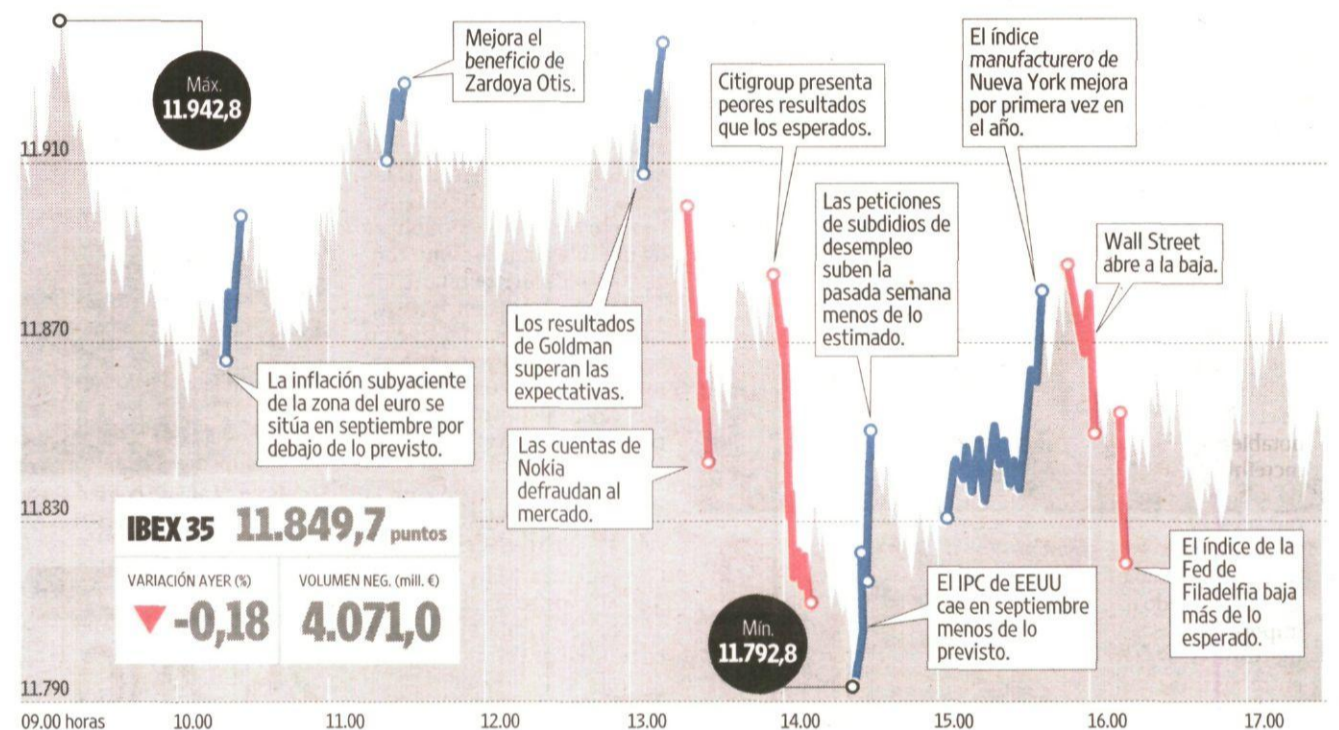 Máx.
11.942,8
Mejora el
beneficio de
Zardoya Otis.
Citigroup presenta
peores resultados
que los esperados.
El índice
manufacturero de
Nueva York mejora
por primera vez en
el año.
11.910
Las peticiones
de subdidios de
desempleo
suben la
pasada semana
menos de lo
estimado.
Wall Street
abre a la baja.
11.870
Los resultados
de Goldman
superan las
expectativas.
La inflación subyaciente
de la zona del euro se
sitúa en septiembre por
debajo de lo previsto.
Las cuentas de
Nokia
defraudan al
mercado.
11.830
IBEX 35 11.849,7 puntos
VARIACIÓN AYER (%)
-0,18
VOLUMEN NEG. (mill. €)
4.071,0
El índice de la
Fed de
Filadelfia baja
más de lo
esperado.
El IPC de EEUU
cae en septiembre
menos de lo
previsto.
Mín.
11.792,8
11.790
09.00 horas 10.00 11.00 12.00 13.00 14.00 15.00 16.00 17.00